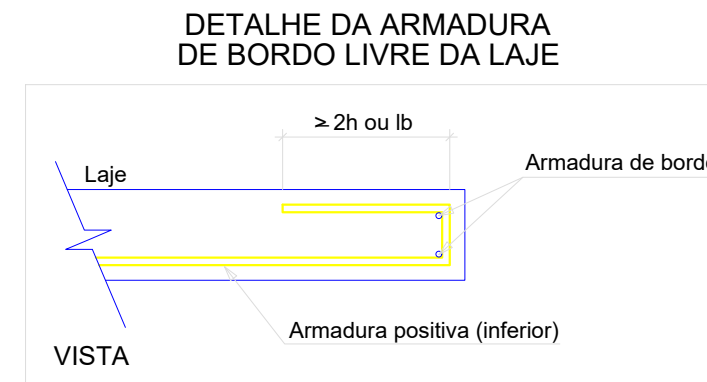 DETALHE DA ARMADURA
DE BORDO LIVRE DA LAJE
≥ 2h ou lb
Laje
Armadura de bordo
Armadura positiva (inferior)
VISTA